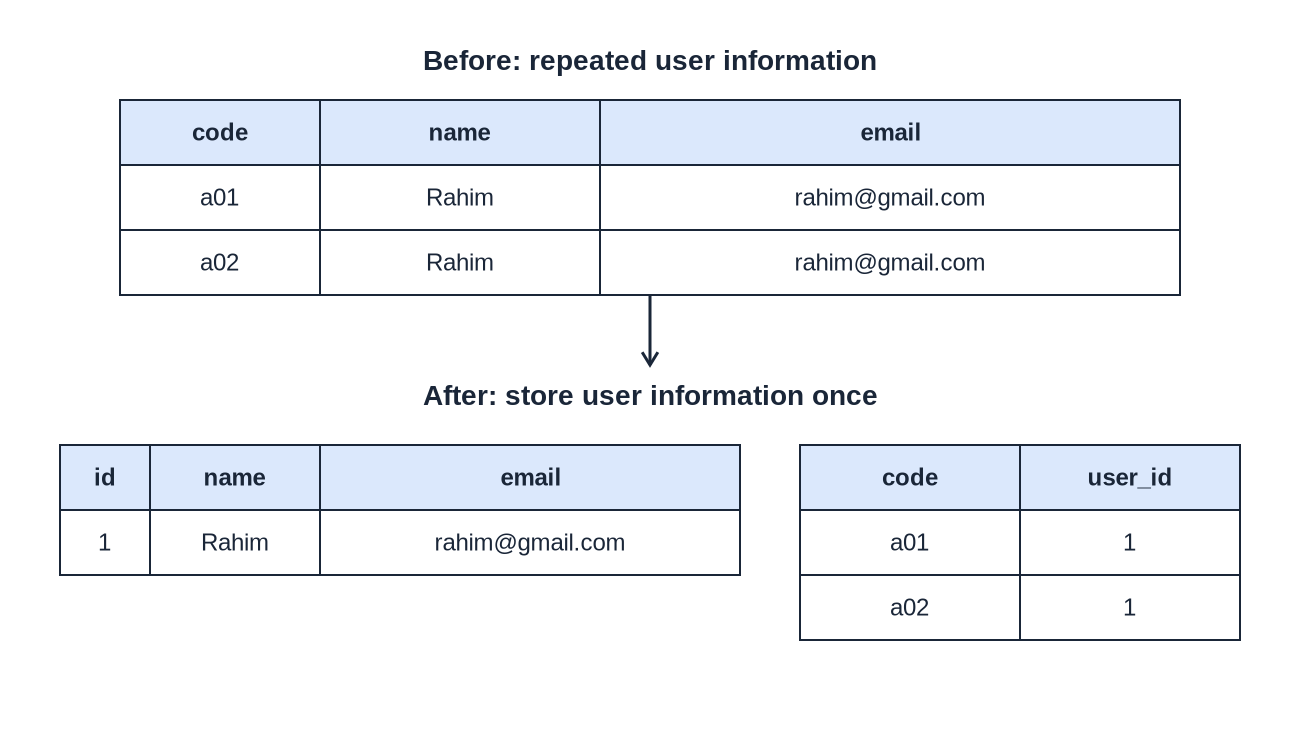 Before: repeated user information
code name email
a01 Rahim rahim@gmail.com
a02 Rahim rahim@gmail.com
After: store user information once
id name email
1 Rahim rahim@gmail.com
code user_id
a01 1
a02 1